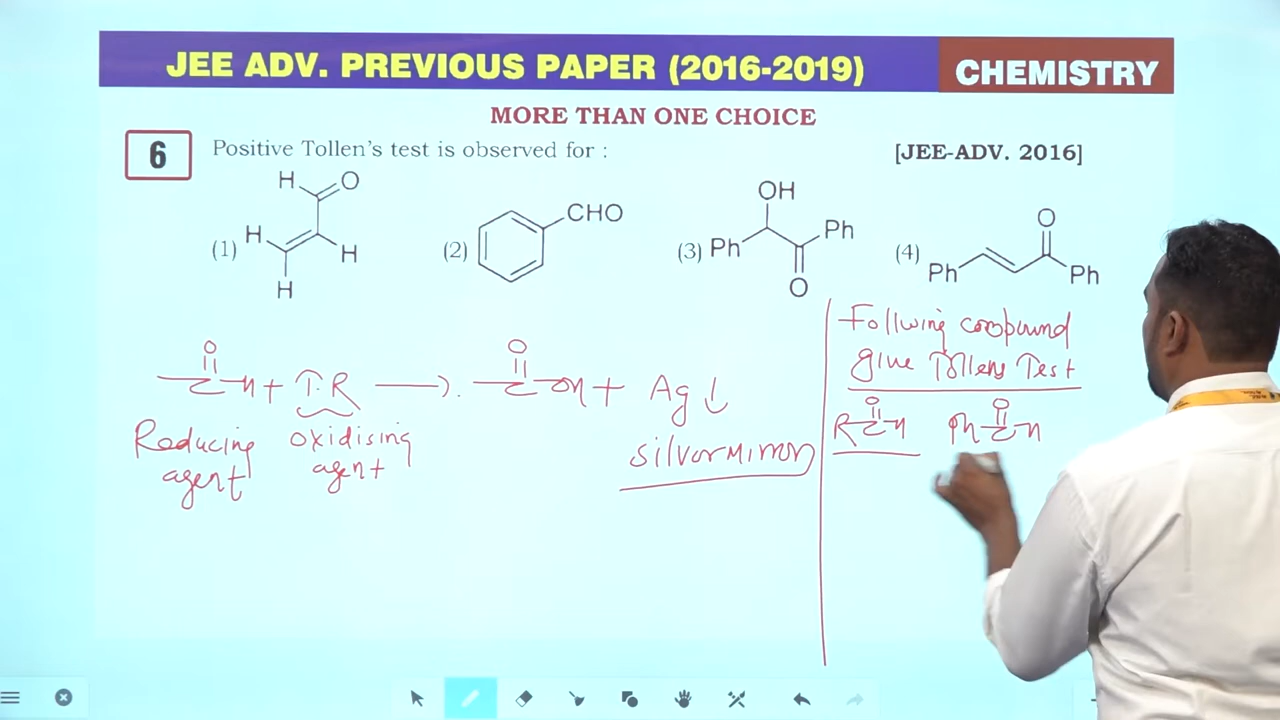 JEE ADV. PREVIOUS PAPER (2016-2019)
CHEMISTRY
MORE THAN ONE CHOICE
6
Positive Tollen's test is observed for :
[JEE-ADV. 2016]
(1) H O H H H
(2) CHO
(3) Ph OH Ph O
(4) Ph O Ph
O
C-H + T.R → O
C-OH + Ag ↓
Reducing agent
oxidising agent
silvermirror
Follwing compound
give Tollens Test
R-C-H O
Ph-C-H O